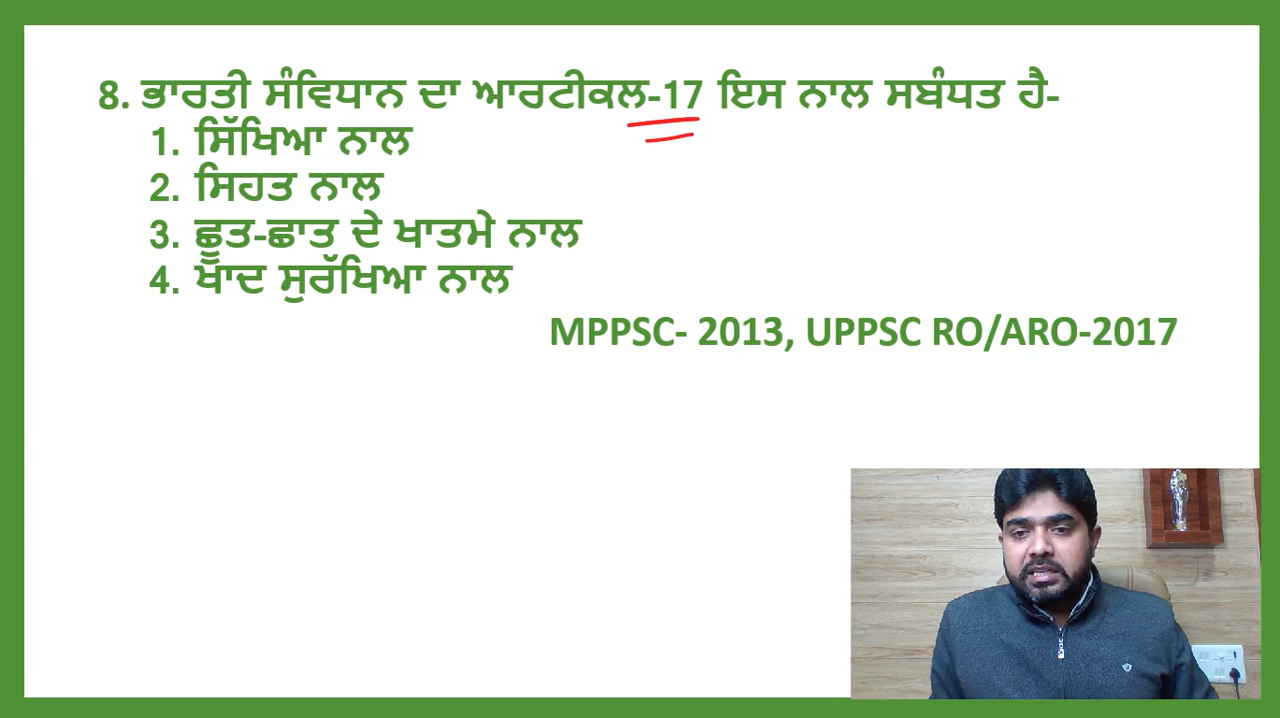 8. ਭਾਰਤੀ ਸੰਵਿਧਾਨ ਦਾ ਆਰਟੀਕਲ-17 ਇਸ ਨਾਲ ਸਬੰਧਤ ਹੈ-
1. ਸਿੱਖਿਆ ਨਾਲ
2. ਸਿਹਤ ਨਾਲ
3. ਛੂਤ-ਛਾਤ ਦੇ ਖਾਤਮੇ ਨਾਲ
4. ਖਾਦ ਸੁਰੱਖਿਆ ਨਾਲ
MPPSC- 2013, UPPSC RO/ARO-2017